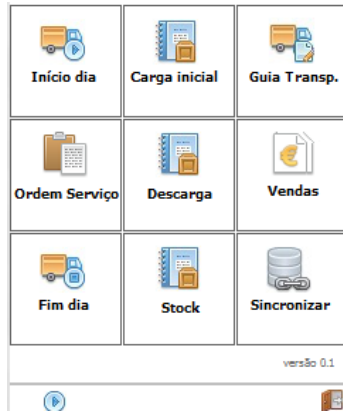 Início dia
Carga inicial
Guia Transp.
Ordem Serviço
Descarga
Vendas
Fim dia
Stock
Sincronizar
versão 0.1